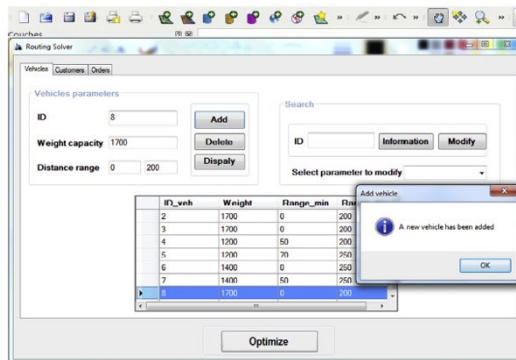 Couches
Routing Solver
Vehicles Customers Orders
Vehicles parameters
ID 8 Add
Weight capacity 1700 Delete
Distance range 0 200 Dispaly
Search
ID Information Modify
Select parameter to modify
ID_veh Weight Range_min
2 1700 0 200
3 1700 0 200
4 1200 50 200
5 1200 70 250
6 1400 0 250
7 1400 50 250
8 1700 0 200
Add vehicle
A new vehicle has been added
OK
Optimize